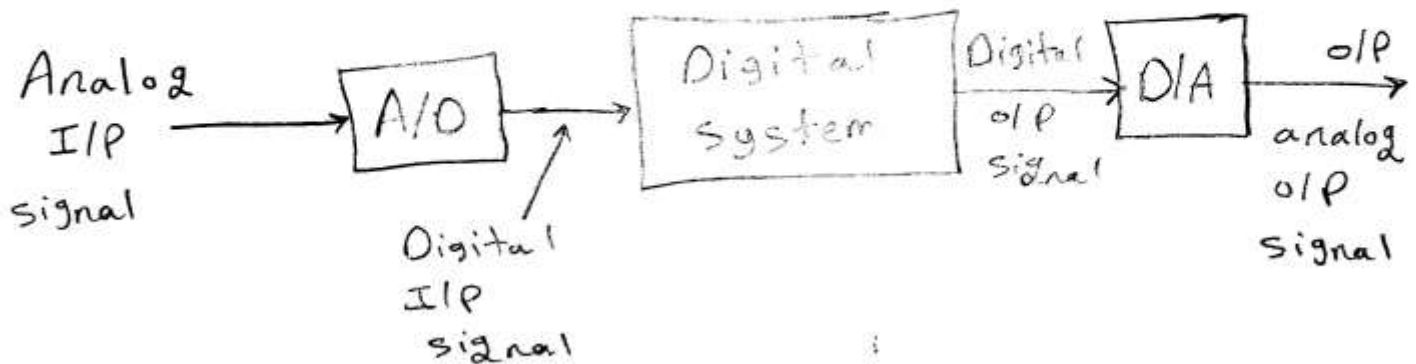 Analog
I/P
signal
A/D
Digital
I/P
signal
Digital
system
Digital
O/P
signal
D/A
O/P
analog
O/P
signal